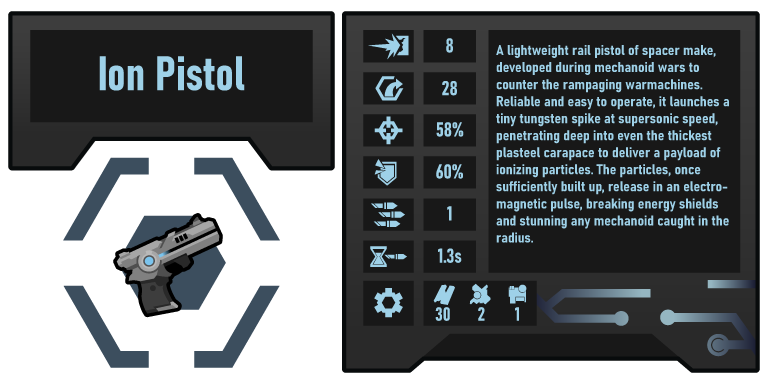 Ion Pistol
8
28
58%
60%
1
1.3s
30 2 1
A lightweight rail pistol of spacer make,
developed during mechanoid wars to
counter the rampaging warmachines.
Reliable and easy to operate, it launches a
tiny tungsten spike at supersonic speed,
penetrating deep into even the thickest
plasteel carapace to deliver a payload of
ionizing particles. The particles, once
sufficiently built up, release in an electro-
magnetic pulse, breaking energy shields
and stunning any mechanoid caught in the
radius.